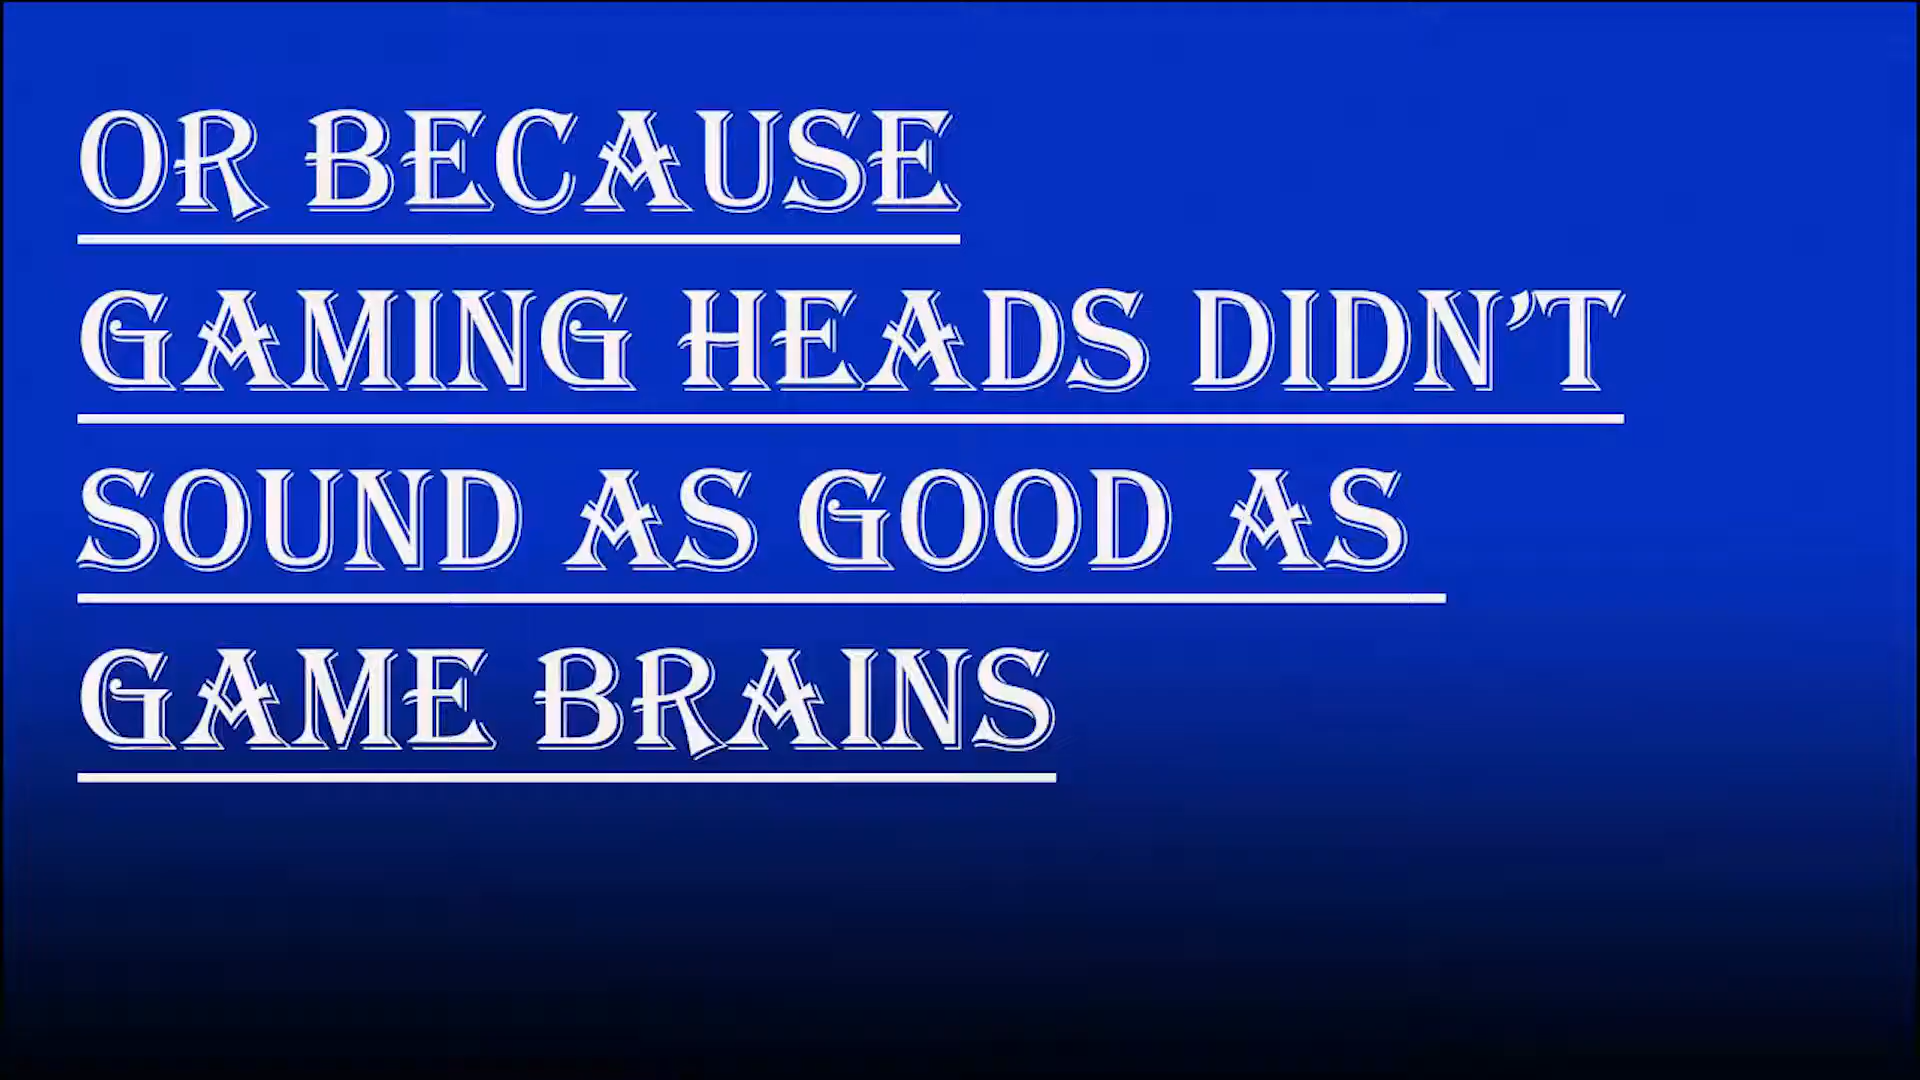 OR BECAUSE
GAMING HEADS DIDN’T
SOUND AS GOOD AS
GAME BRAINS